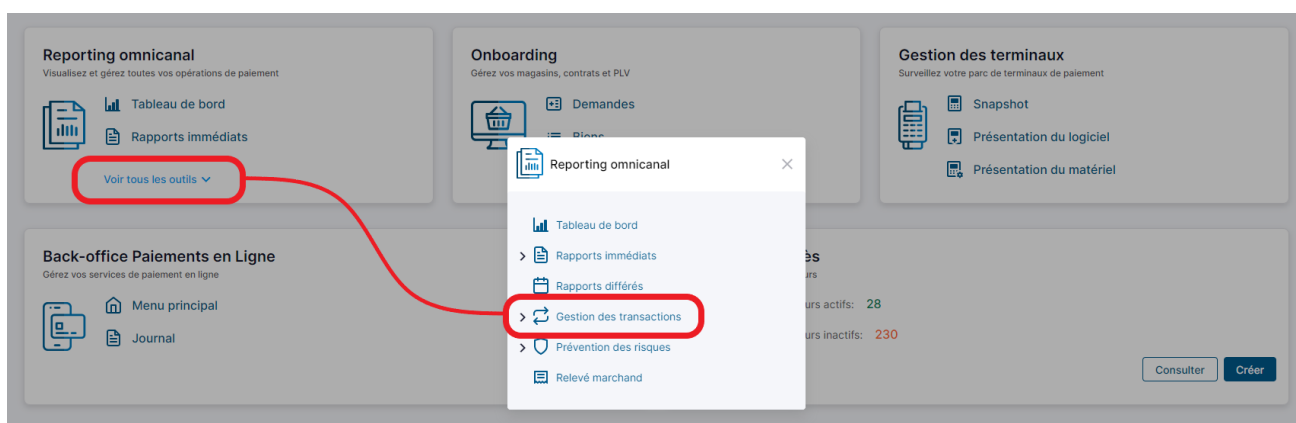 Reporting omnicanal
Visualisez et gérez toutes vos opérations de paiement
Tableau de bord
Rapports immédiats
Voir tous les outils
Onboarding
Gérez vos magasins, contrats et PLV
Demandes
Biens
Gestion des terminaux
Surveillez votre parc de terminaux de paiement
Snapshot
Présentation du logiciel
Présentation du matériel
Reporting omnicanal
Tableau de bord
Rapports immédiats
Rapports différés
Gestion des transactions
Prévention des risques
Relevé marchand
Back-office Paiements en Ligne
Gérez vos services de paiement en ligne
Menu principal
Journal
ès
urs
urs actifs: 28
urs inactifs: 230
Consulter Créer